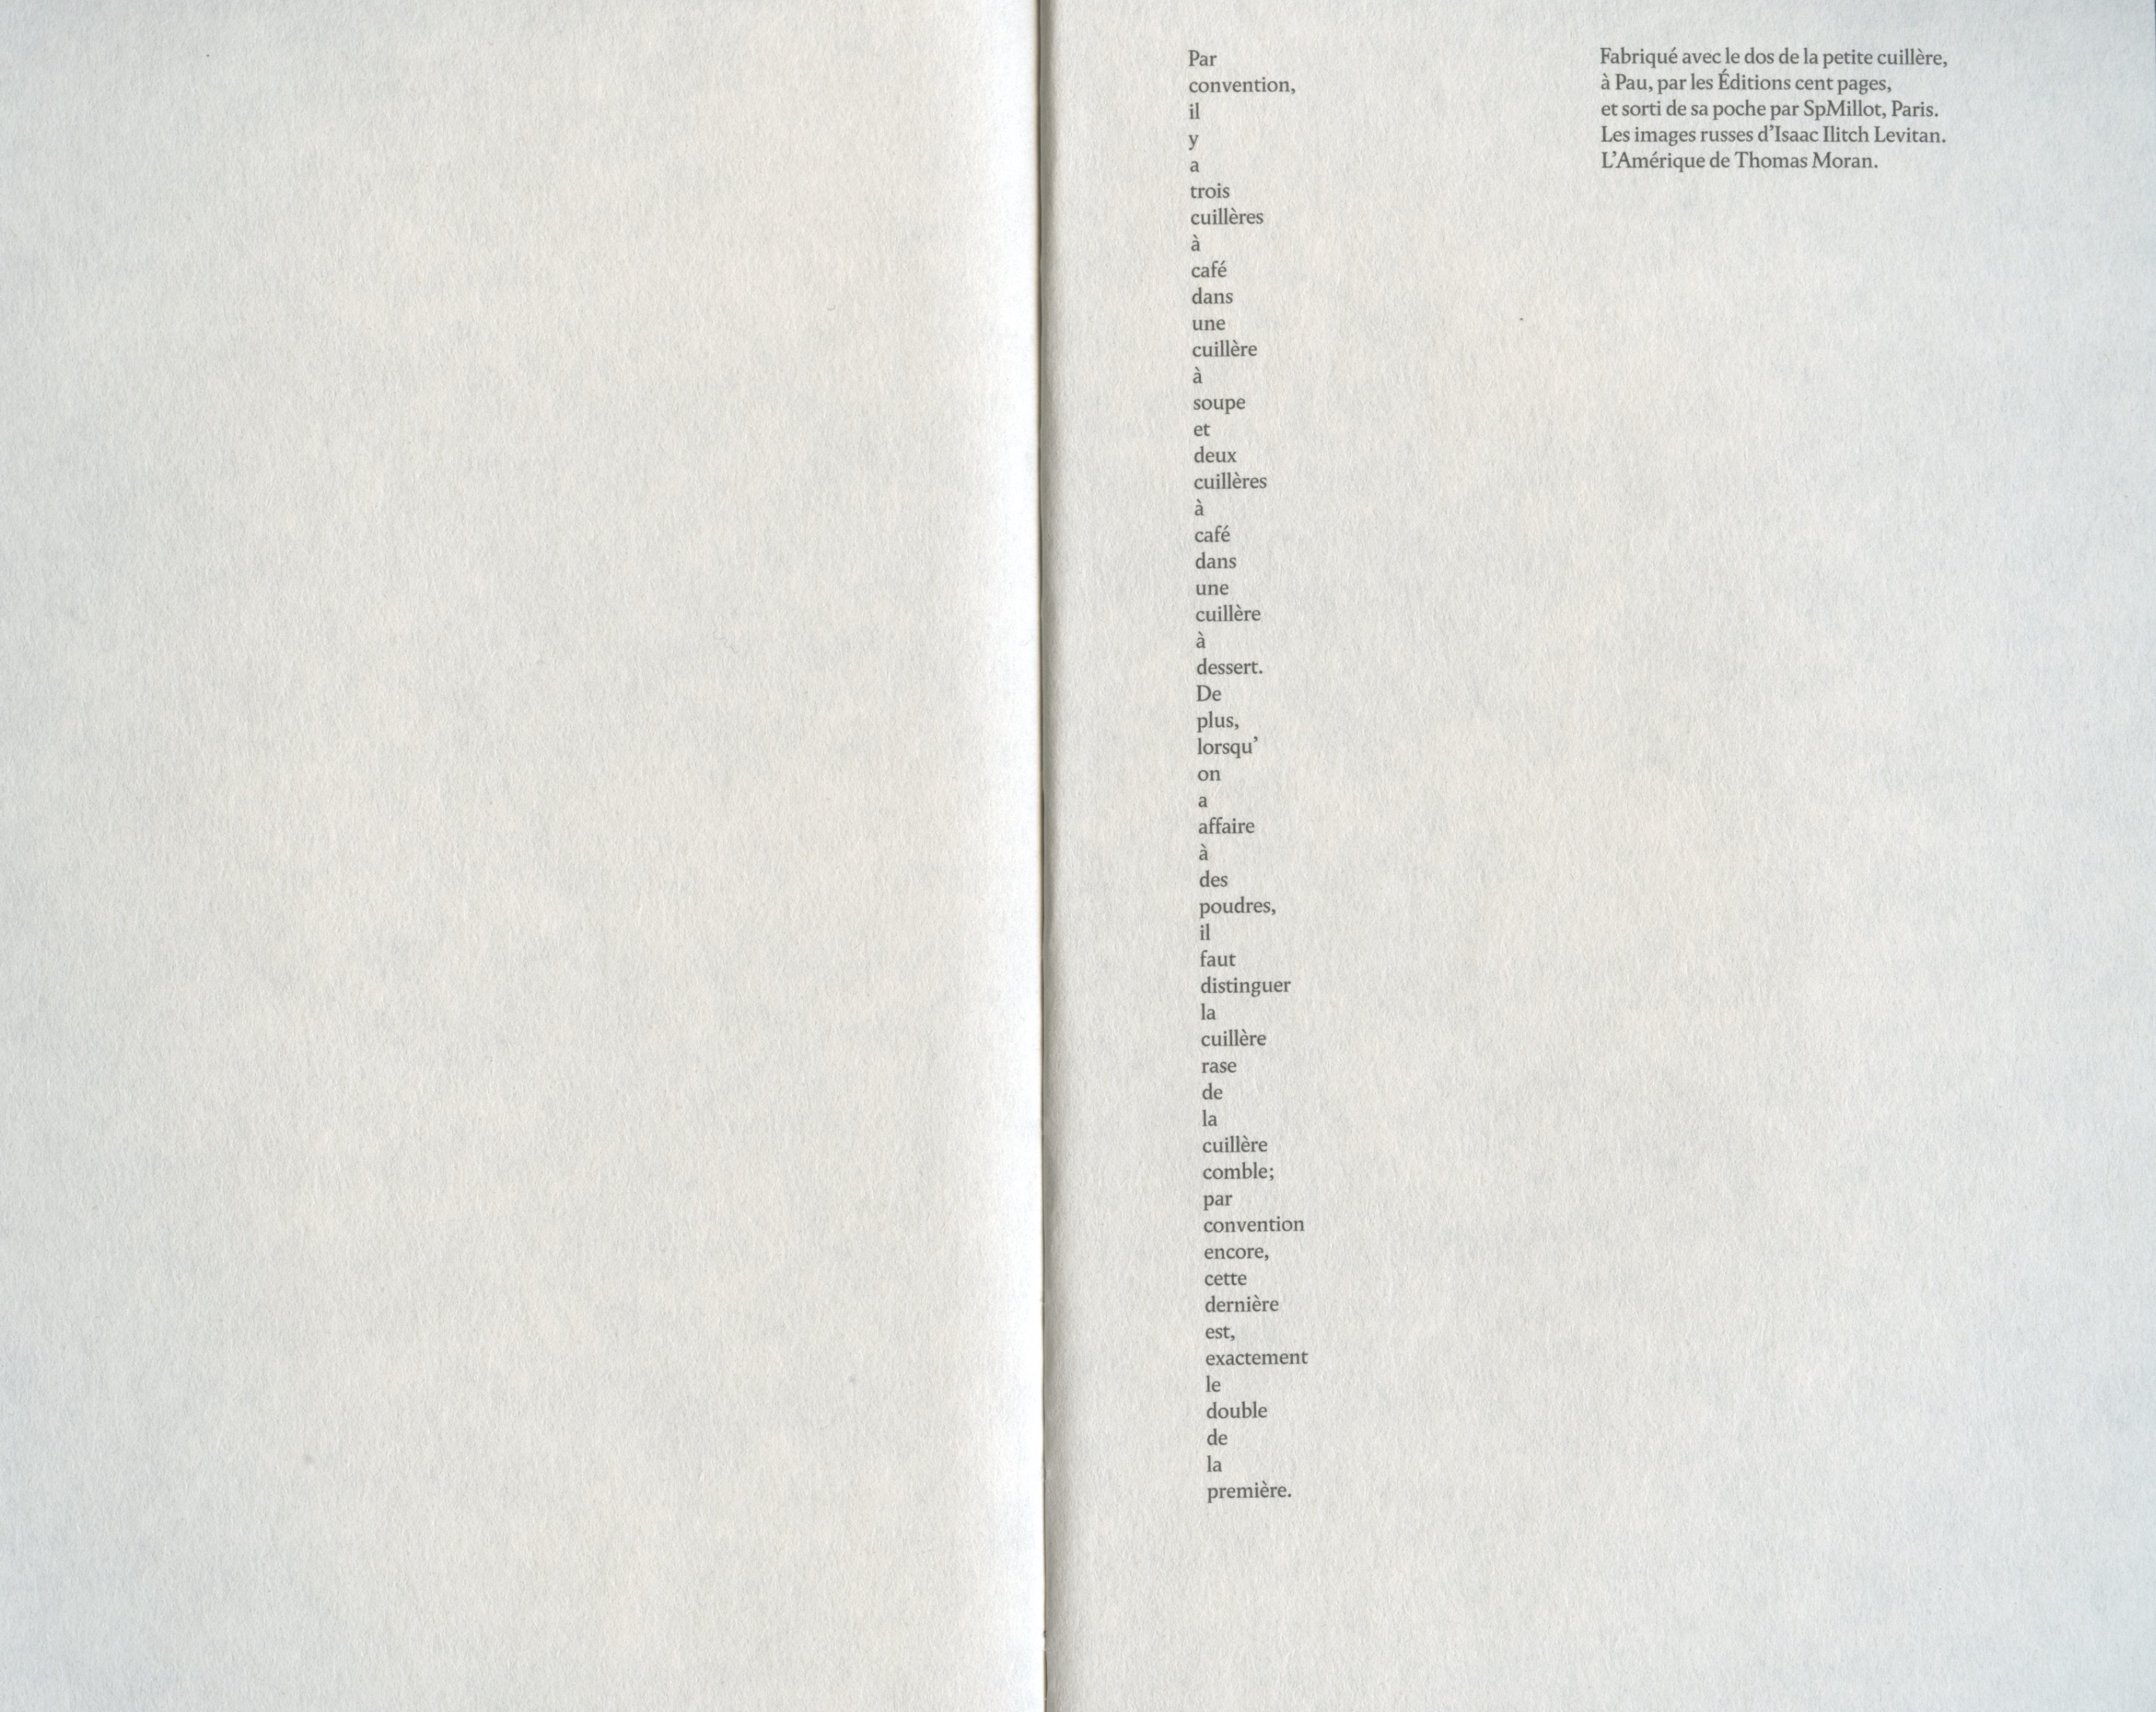 Par
convention,
il
y
a
trois
cuillères
à
café
dans
une
cuillère
à
soupe
et
deux
cuillères
à
café
dans
une
cuillère
à
dessert.
De
plus,
lorsqu’
on
a
affaire
à
des
poudres,
il
faut
distinguer
la
cuillère
rase
de
la
cuillère
comble;
par
convention
encore,
cette
dernière
est,
exactement
le
double
de
la
première.
Fabriqué avec le dos de la petite cuillère,
à Pau, par les Éditions cent pages,
et sorti de sa poche par SpMillot, Paris.
Les images russes d’Isaac Ilitch Levitan.
L’Amérique de Thomas Moran.